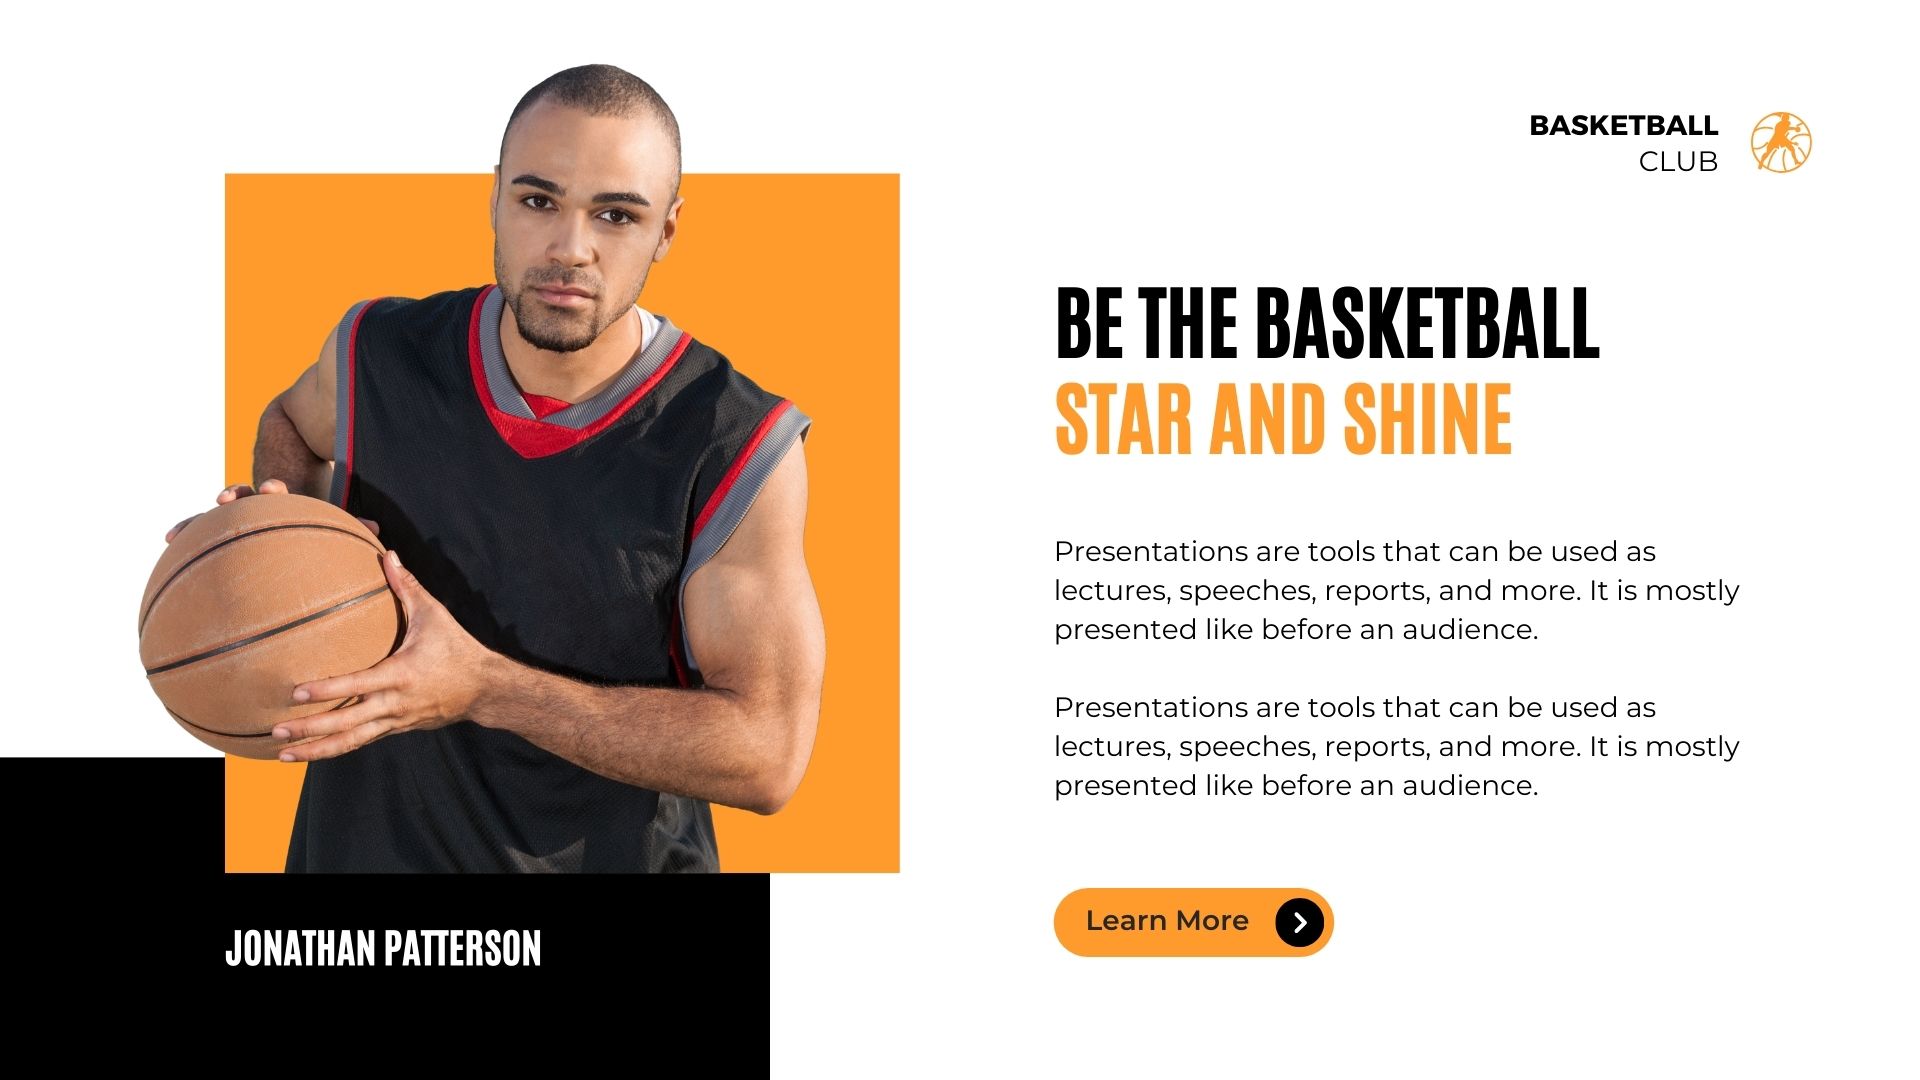 BASKETBALL
CLUB
BE THE BASKETBALL
STAR AND SHINE
Presentations are tools that can be used as
lectures, speeches, reports, and more. It is mostly
presented like before an audience.
Presentations are tools that can be used as
lectures, speeches, reports, and more. It is mostly
presented like before an audience.
Learn More
JONATHAN PATTERSON